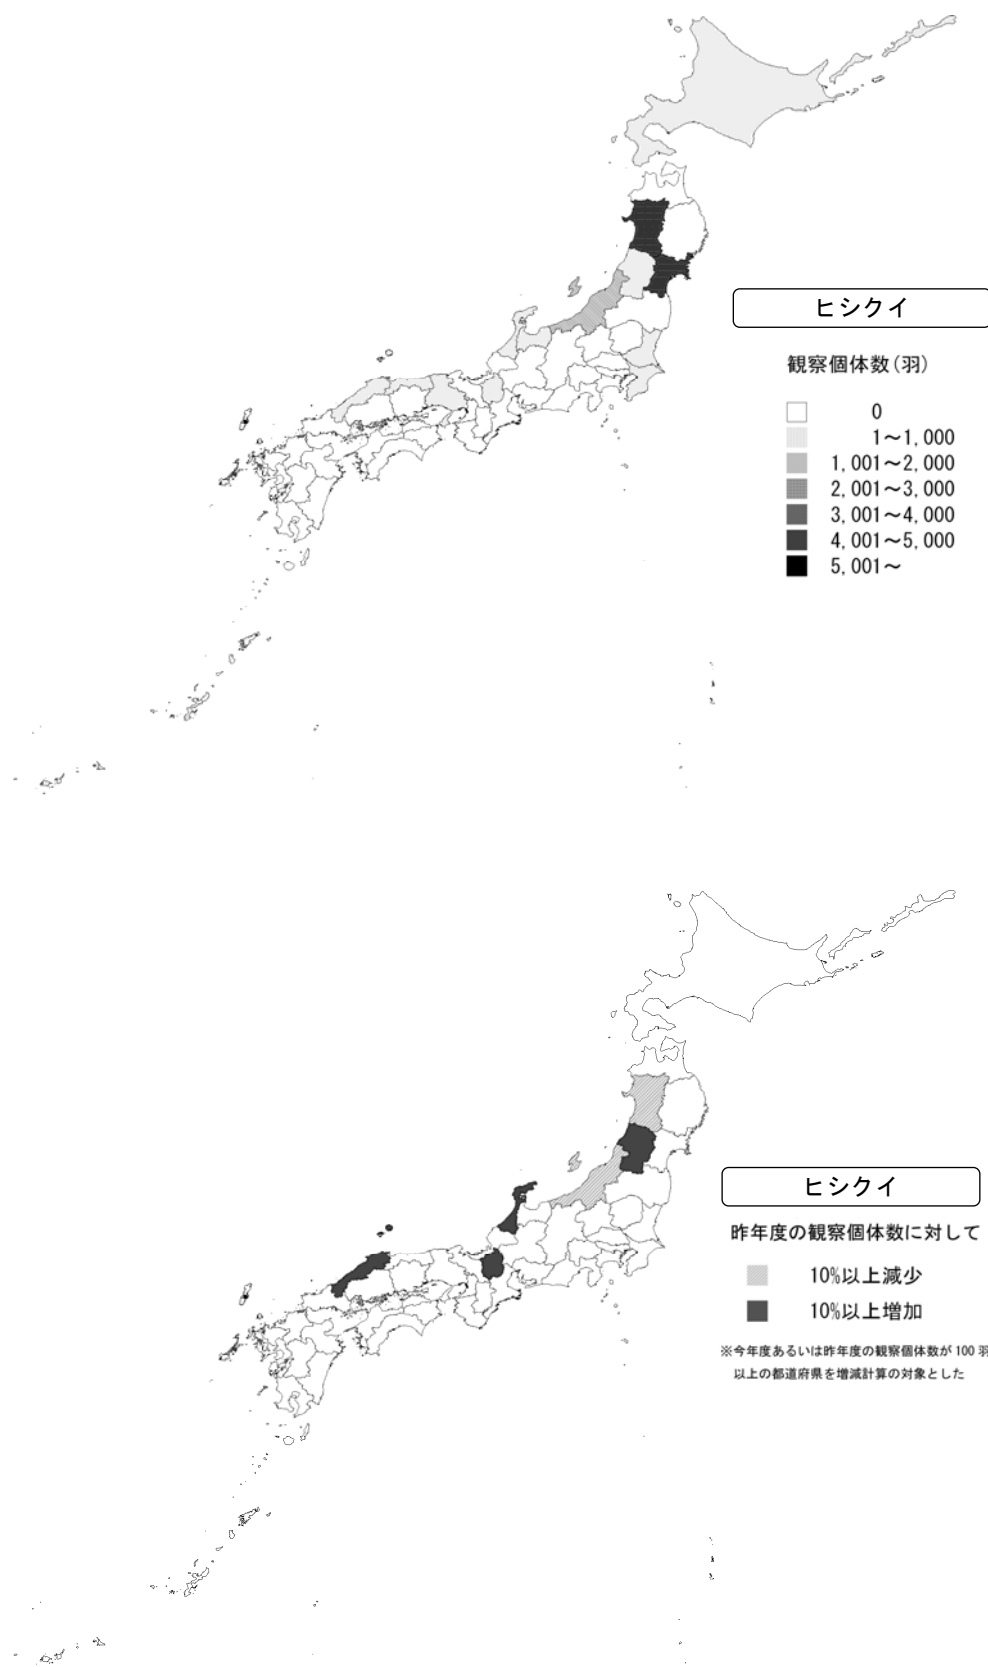 ヒシクイ
観察個体数(羽)
0
1～1,000
1,001～2,000
2,001～3,000
3,001～4,000
4,001～5,000
5,001～
ヒシクイ
昨年度の観察個体数に対して
10%以上減少
10%以上増加
※今年度あるいは昨年度の観察個体数が 100 羽
以上の都道府県を増減計算の対象とした